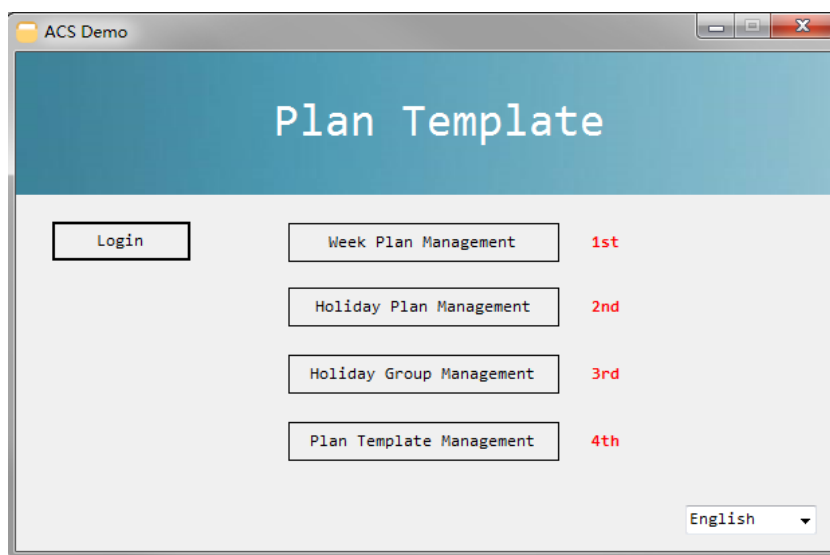 ACS Demo
Plan Template
Login
Week Plan Management 1st
Holiday Plan Management 2nd
Holiday Group Management 3rd
Plan Template Management 4th
English